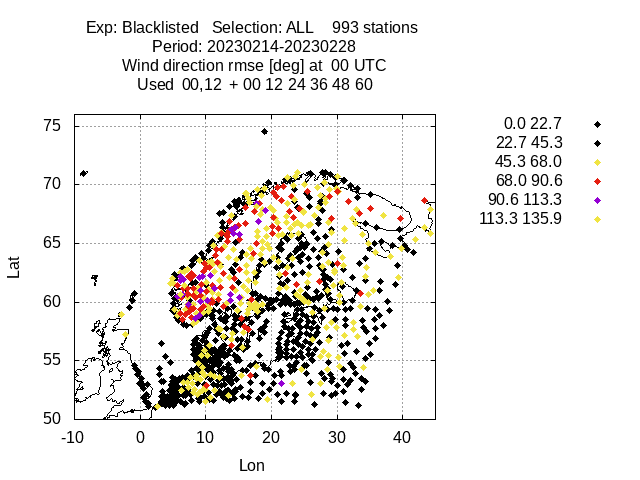 Exp: Blacklisted Selection: ALL 993 stations
Period: 20230214-20230228
Wind direction rmse [deg] at 00 UTC
Used 00,12 + 00 12 24 36 48 60
0.0 22.7
22.7 45.3
45.3 68.0
68.0 90.6
90.6 113.3
113.3 135.9
75
70
65
60
55
50
Lat
-10 0 10 20 30 40
Lon